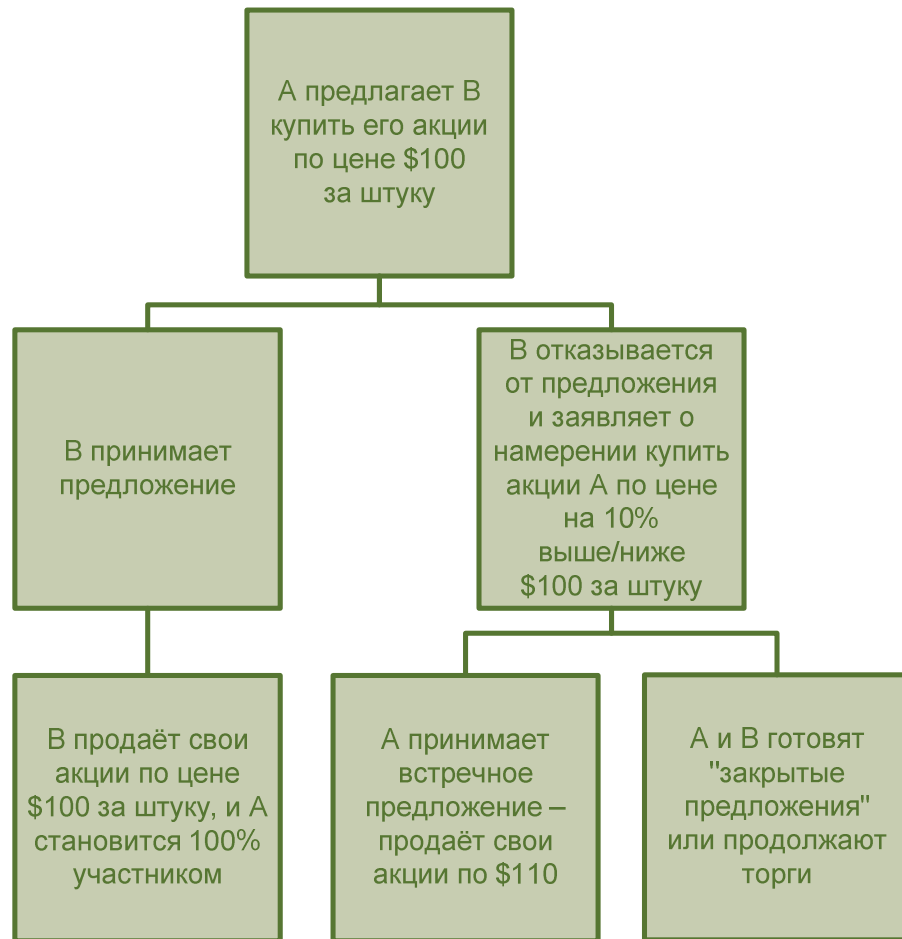 А предлагает В
купить его акции
по цене $100
за штуку
В принимает
предложение
В отказывается
от предложения
и заявляет о
намерении купить
акции А по цене
на 10%
выше/ниже
$100 за штуку
В продаёт свои
акции по цене
$100 за штуку, и А
становится 100%
участником
А принимает
встречное
предложение –
продаёт свои
акции по $110
А и В готовят
"закрытые
предложения"
или продолжают
торги